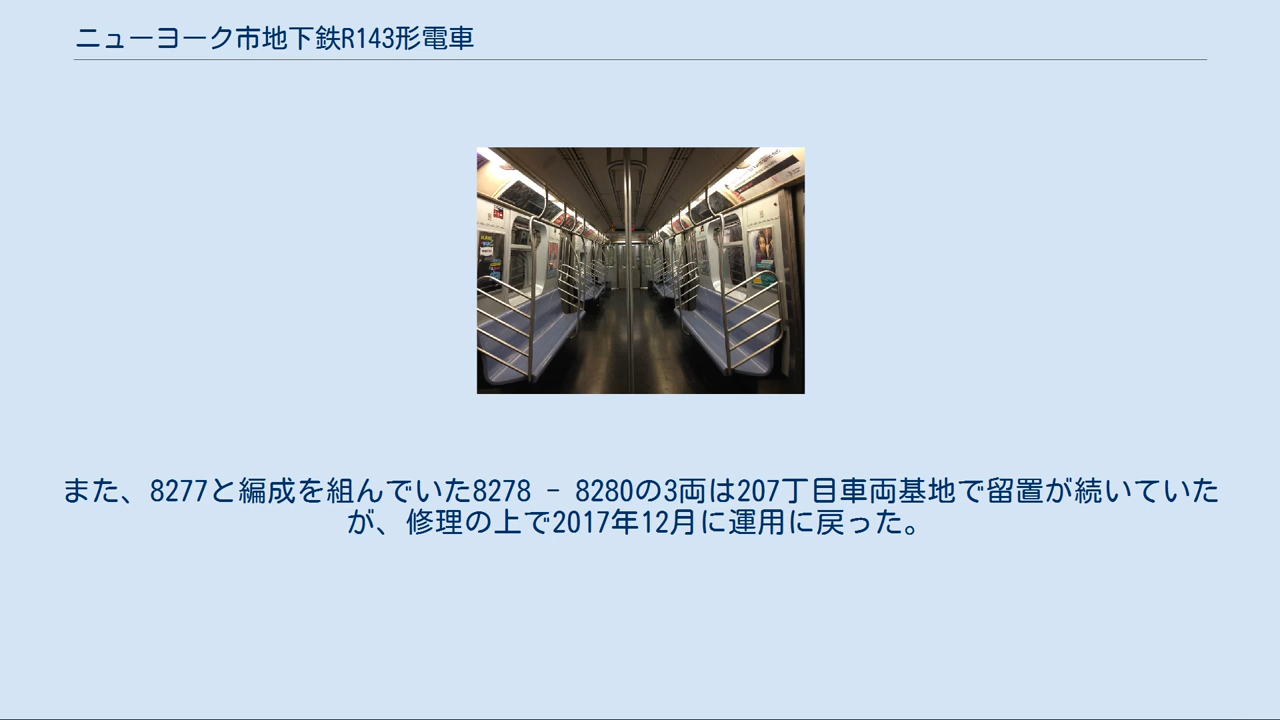 ニューヨーク市地下鉄R143形電車
また、8277と編成を組んでいた8278 - 8280の3両は207丁目車両基地で留置が続いていた
が、修理の上で2017年12月に運用に戻った。